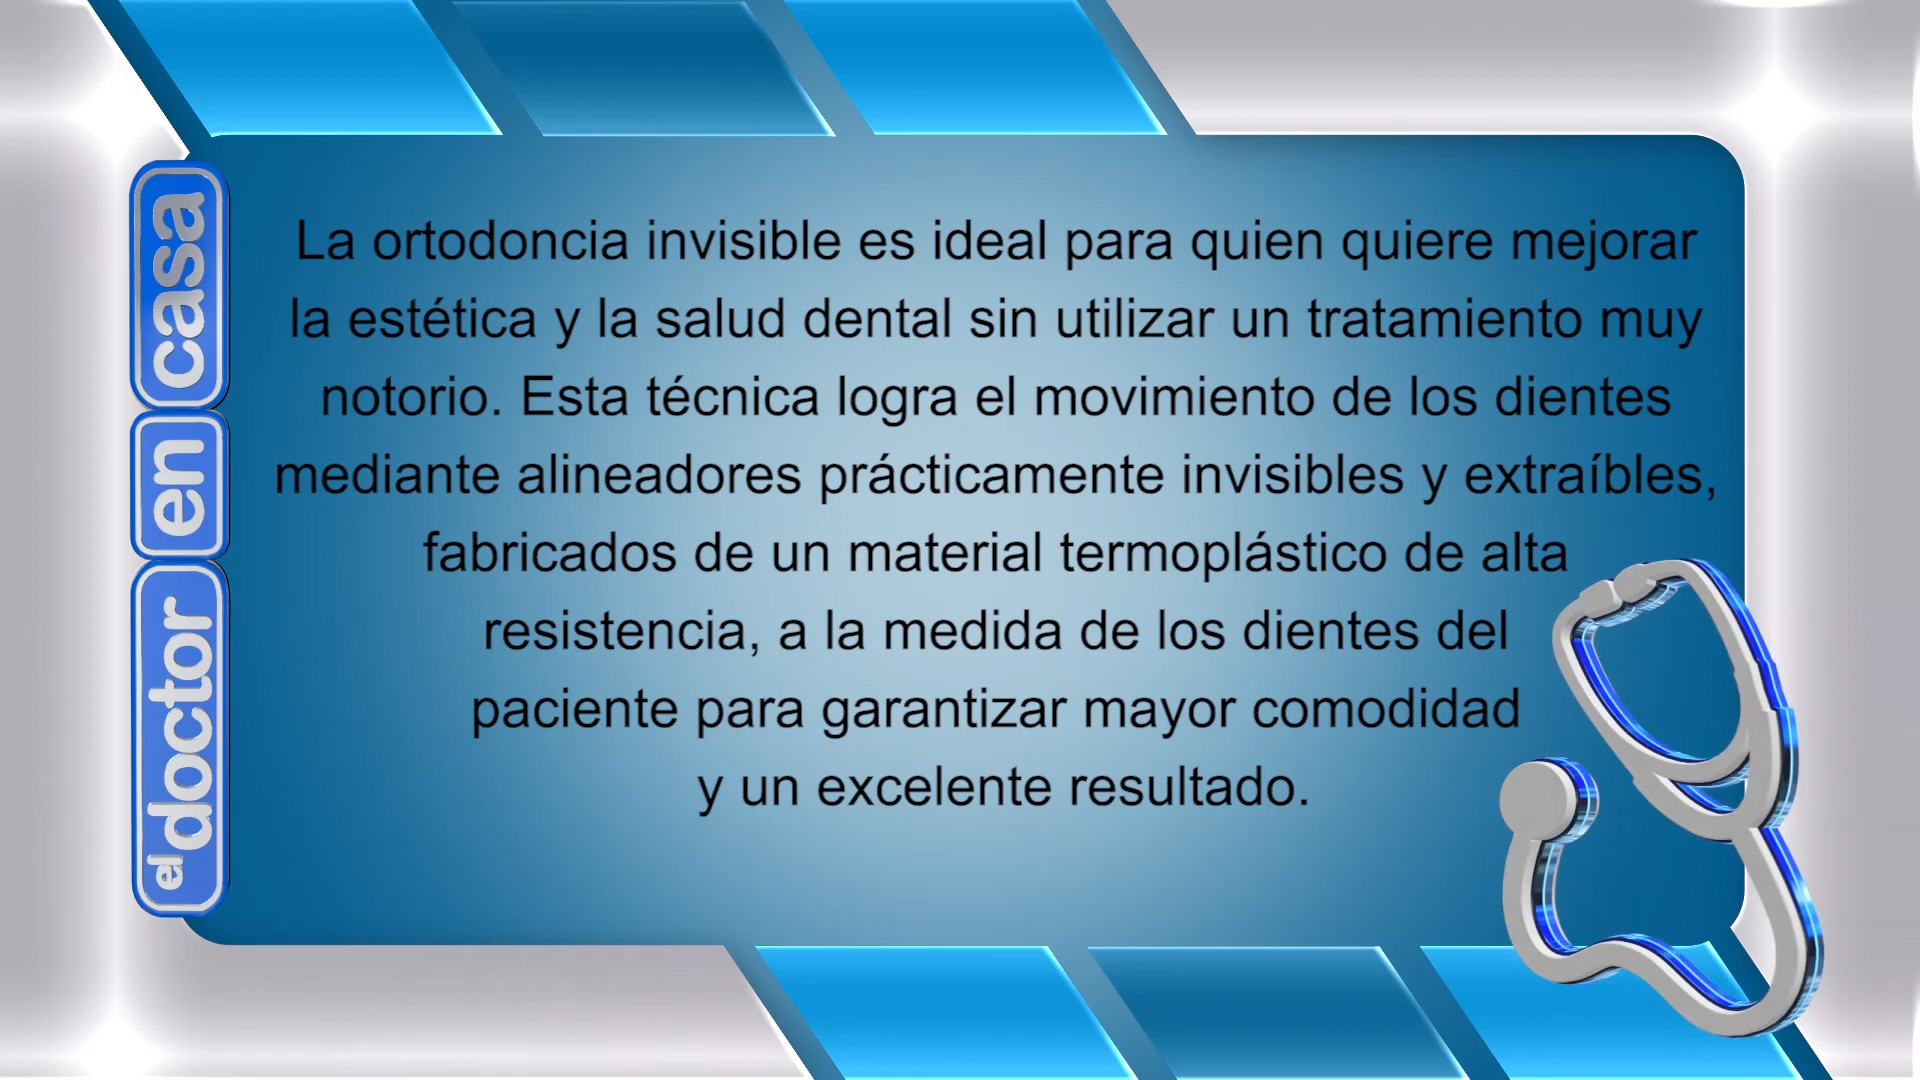 el doctor en casa
La ortodoncia invisible es ideal para quien quiere mejorar
la estética y la salud dental sin utilizar un tratamiento muy
notorio. Esta técnica logra el movimiento de los dientes
mediante alineadores prácticamente invisibles y extraíbles,
fabricados de un material termoplástico de alta
resistencia, a la medida de los dientes del
paciente para garantizar mayor comodidad
y un excelente resultado.